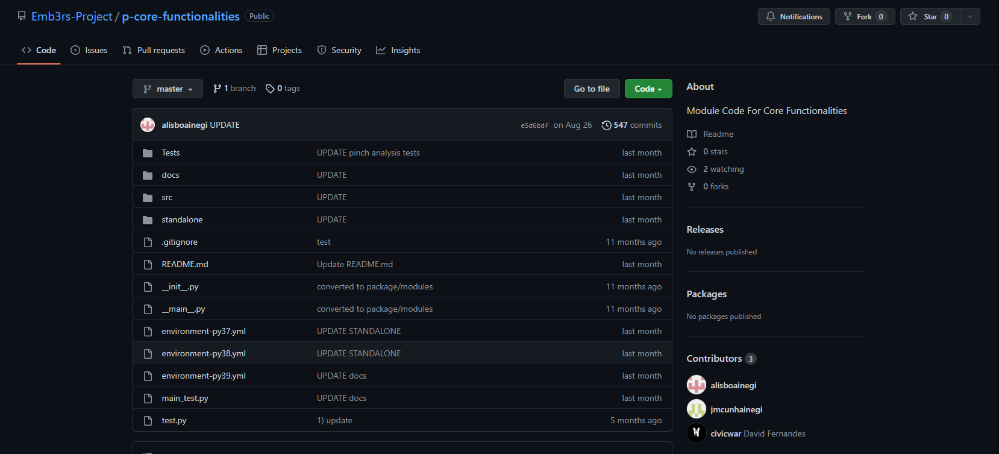 Emb3rs-Project / p-core-functionalities Public
Notifications Fork 0 Star 0
Code Issues Pull requests Actions Projects Security Insights
master 1 branch 0 tags Go to file Code
alisboainegi UPDATE e5d6bdf on Aug 26 547 commits
Tests UPDATE pinch analysis tests last month
docs UPDATE last month
src UPDATE last month
standalone UPDATE last month
.gitignore test 11 months ago
README.md Update README.md last month
__init__.py converted to package/modules 11 months ago
__main__.py converted to package/modules 11 months ago
environment-py37.yml UPDATE STANDALONE last month
environment-py38.yml UPDATE STANDALONE last month
environment-py39.yml UPDATE docs last month
main_test.py UPDATE docs last month
test.py 1) update 5 months ago
About
Module Code For Core Functionalities
Readme
0 stars
2 watching
0 forks
Releases
No releases published
Packages
No packages published
Contributors 3
alisboainegi
jmcunhainegi
civicwar David Fernandes